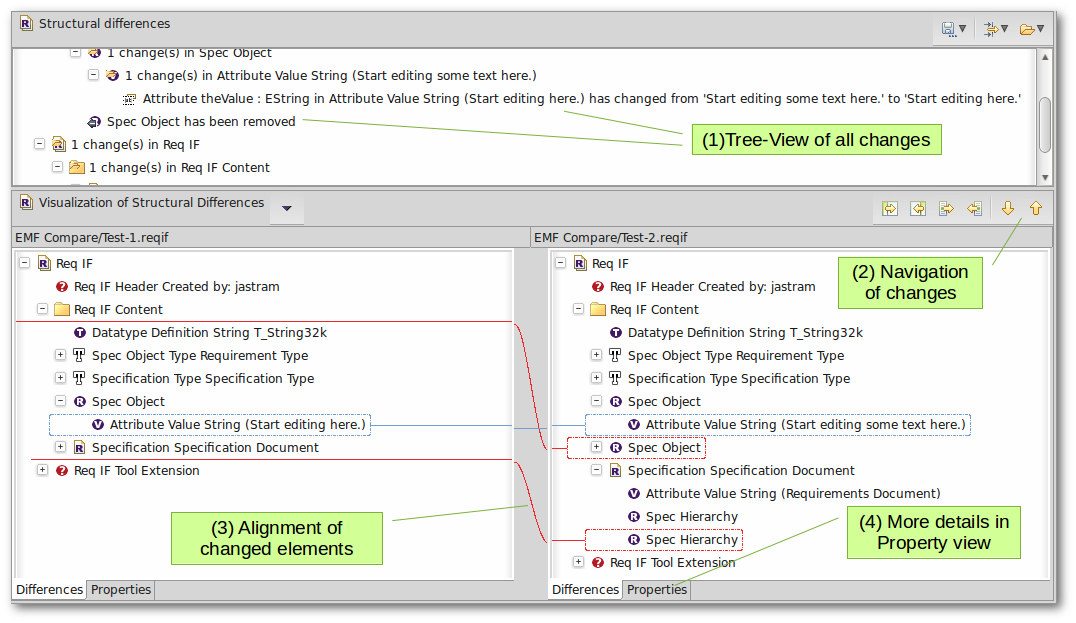 Structural differences
1 change(s) in Spec Object
1 change(s) in Attribute Value String (Start editing some text here.)
Attribute theValue : EString in Attribute Value String (Start editing here.) has changed from 'Start editing some text here.' to 'Start editing here.'
Spec Object has been removed
1 change(s) in Req IF
1 change(s) in Req IF Content
(1)Tree-View of all changes
Visualization of Structural Differences
EMF Compare/Test-1.reqif
Req IF
Req IF Header Created by: jastram
Req IF Content
Datatype Definition String T_String32k
Spec Object Type Requirement Type
Specification Type Specification Type
Spec Object
Attribute Value String (Start editing here.)
Specification Specification Document
Req IF Tool Extension
(3) Alignment of
changed elements
Differences
Properties
EMF Compare/Test-2.reqif
Req IF
Req IF Header Created by: jastram
Req IF Content
Datatype Definition String T_String32k
Spec Object Type Requirement Type
Specification Type Specification Type
Spec Object
Attribute Value String (Start editing some text here.)
Spec Object
Specification Specification Document
Attribute Value String (Requirements Document)
Spec Hierarchy
Spec Hierarchy
Req IF Tool Extension
(2) Navigation
of changes
(4) More details in
Property view
Differences
Properties